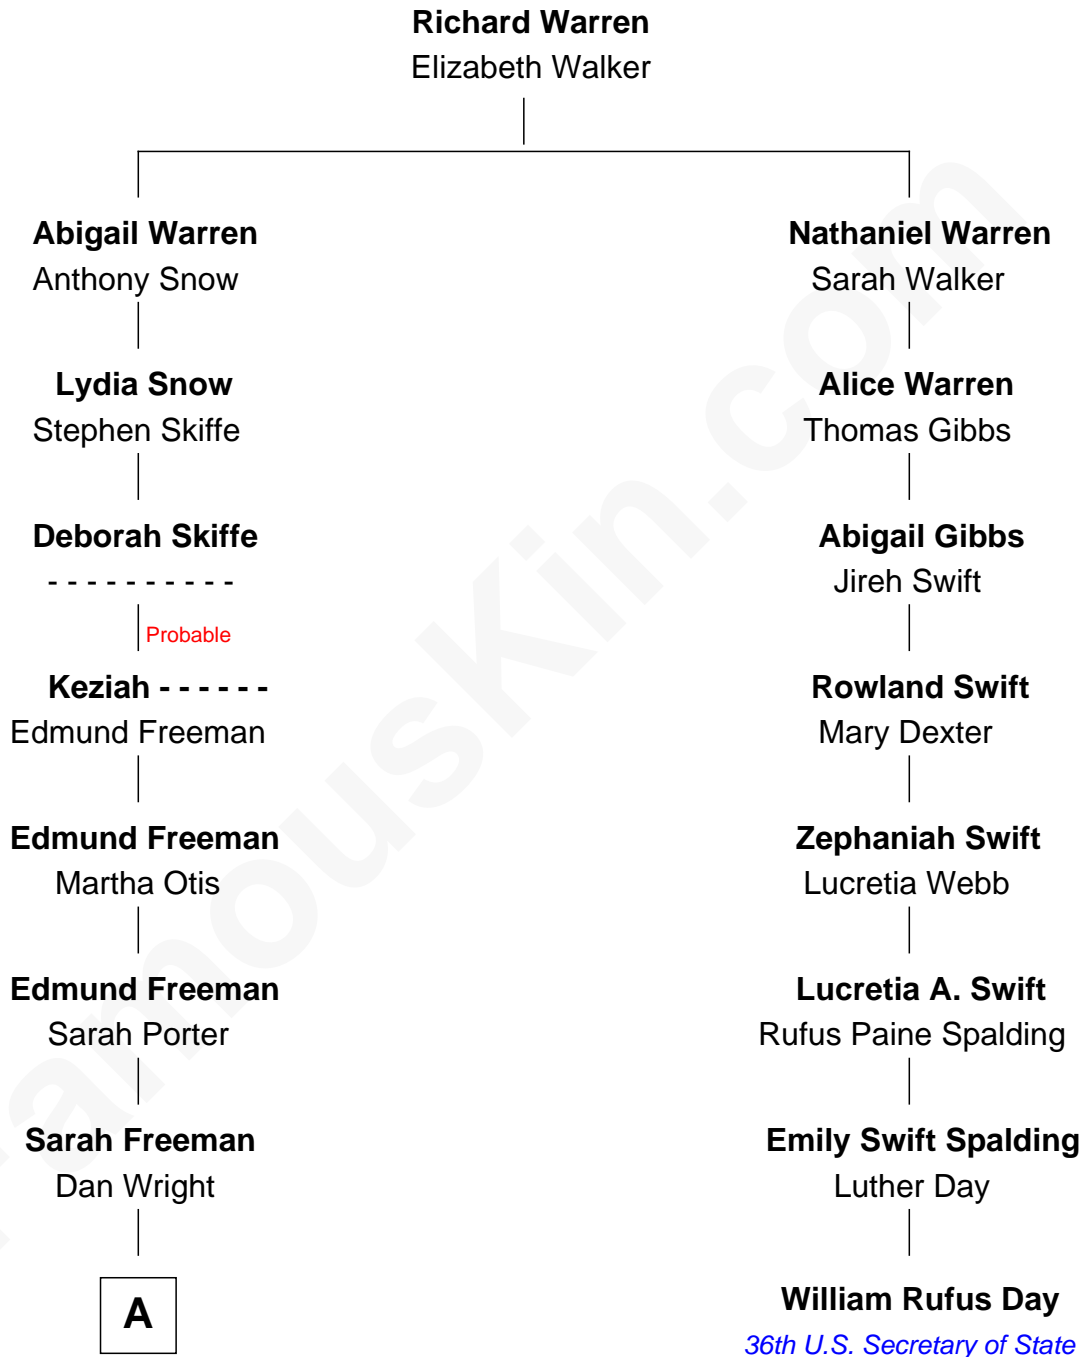 Richard Warren
Elizabeth Walker
Abigail Warren
Anthony Snow
Nathaniel Warren
Sarah Walker
Lydia Snow
Stephen Skiffe
Alice Warren
Thomas Gibbs
Deborah Skiffe
- - - - - - - - - -
Probable
Abigail Gibbs
Jireh Swift
Keziah - - - - - -
Edmund Freeman
Rowland Swift
Mary Dexter
Edmund Freeman
Martha Otis
Zephaniah Swift
Lucretia Webb
Edmund Freeman
Sarah Porter
Lucretia A. Swift
Rufus Paine Spalding
Sarah Freeman
Dan Wright
Emily Swift Spalding
Luther Day
A
William Rufus Day
36th U.S. Secretary of State
FamousKin.com